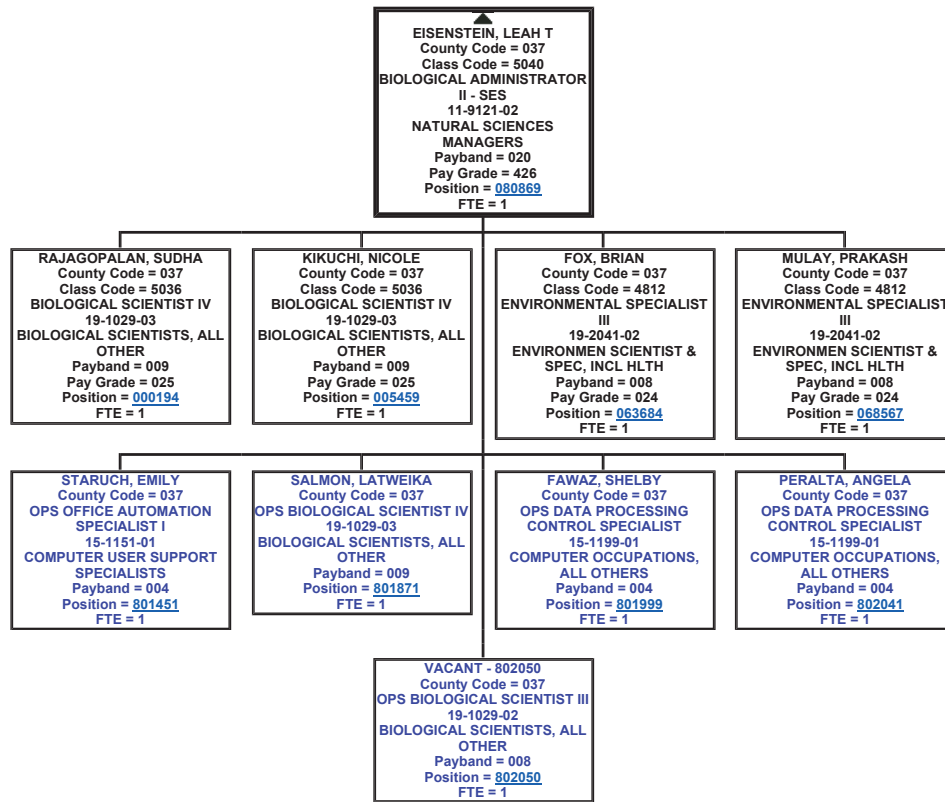 EISENSTEIN, LEAH T
County Code = 037
Class Code = 5040
BIOLOGICAL ADMINISTRATOR
II - SES
11-9121-02
NATURAL SCIENCES
MANAGERS
Payband = 020
Pay Grade = 426
Position = 080869
FTE = 1
RAJAGOPALAN, SUDHA
County Code = 037
Class Code = 5036
BIOLOGICAL SCIENTIST IV
19-1029-03
BIOLOGICAL SCIENTISTS, ALL
OTHER
Payband = 009
Pay Grade = 025
Position = 000194
FTE = 1
KIKUCHI, NICOLE
County Code = 037
Class Code = 5036
BIOLOGICAL SCIENTIST IV
19-1029-03
BIOLOGICAL SCIENTISTS, ALL
OTHER
Payband = 009
Pay Grade = 025
Position = 005459
FTE = 1
FOX, BRIAN
County Code = 037
Class Code = 4812
ENVIRONMENTAL SPECIALIST
III
19-2041-02
ENVIRONMEN SCIENTIST &
SPEC, INCL HLTH
Payband = 008
Pay Grade = 024
Position = 063684
FTE = 1
MULAY, PRAKASH
County Code = 037
Class Code = 4812
ENVIRONMENTAL SPECIALIST
III
19-2041-02
ENVIRONMEN SCIENTIST &
SPEC, INCL HLTH
Payband = 008
Pay Grade = 024
Position = 068567
FTE = 1
STARUCH, EMILY
County Code = 037
OPS OFFICE AUTOMATION
SPECIALIST I
15-1151-01
COMPUTER USER SUPPORT
SPECIALISTS
Payband = 004
Position = 801451
FTE = 1
SALMON, LATWEIKA
County Code = 037
OPS BIOLOGICAL SCIENTIST IV
19-1029-03
BIOLOGICAL SCIENTISTS, ALL
OTHER
Payband = 009
Position = 801871
FTE = 1
FAWAZ, SHELBY
County Code = 037
OPS DATA PROCESSING
CONTROL SPECIALIST
15-1199-01
COMPUTER OCCUPATIONS,
ALL OTHERS
Payband = 004
Position = 801999
FTE = 1
PERALTA, ANGELA
County Code = 037
OPS DATA PROCESSING
CONTROL SPECIALIST
15-1199-01
COMPUTER OCCUPATIONS,
ALL OTHERS
Payband = 004
Position = 802041
FTE = 1
VACANT - 802050
County Code = 037
OPS BIOLOGICAL SCIENTIST III
19-1029-02
BIOLOGICAL SCIENTISTS, ALL
OTHER
Payband = 008
Position = 802050
FTE = 1